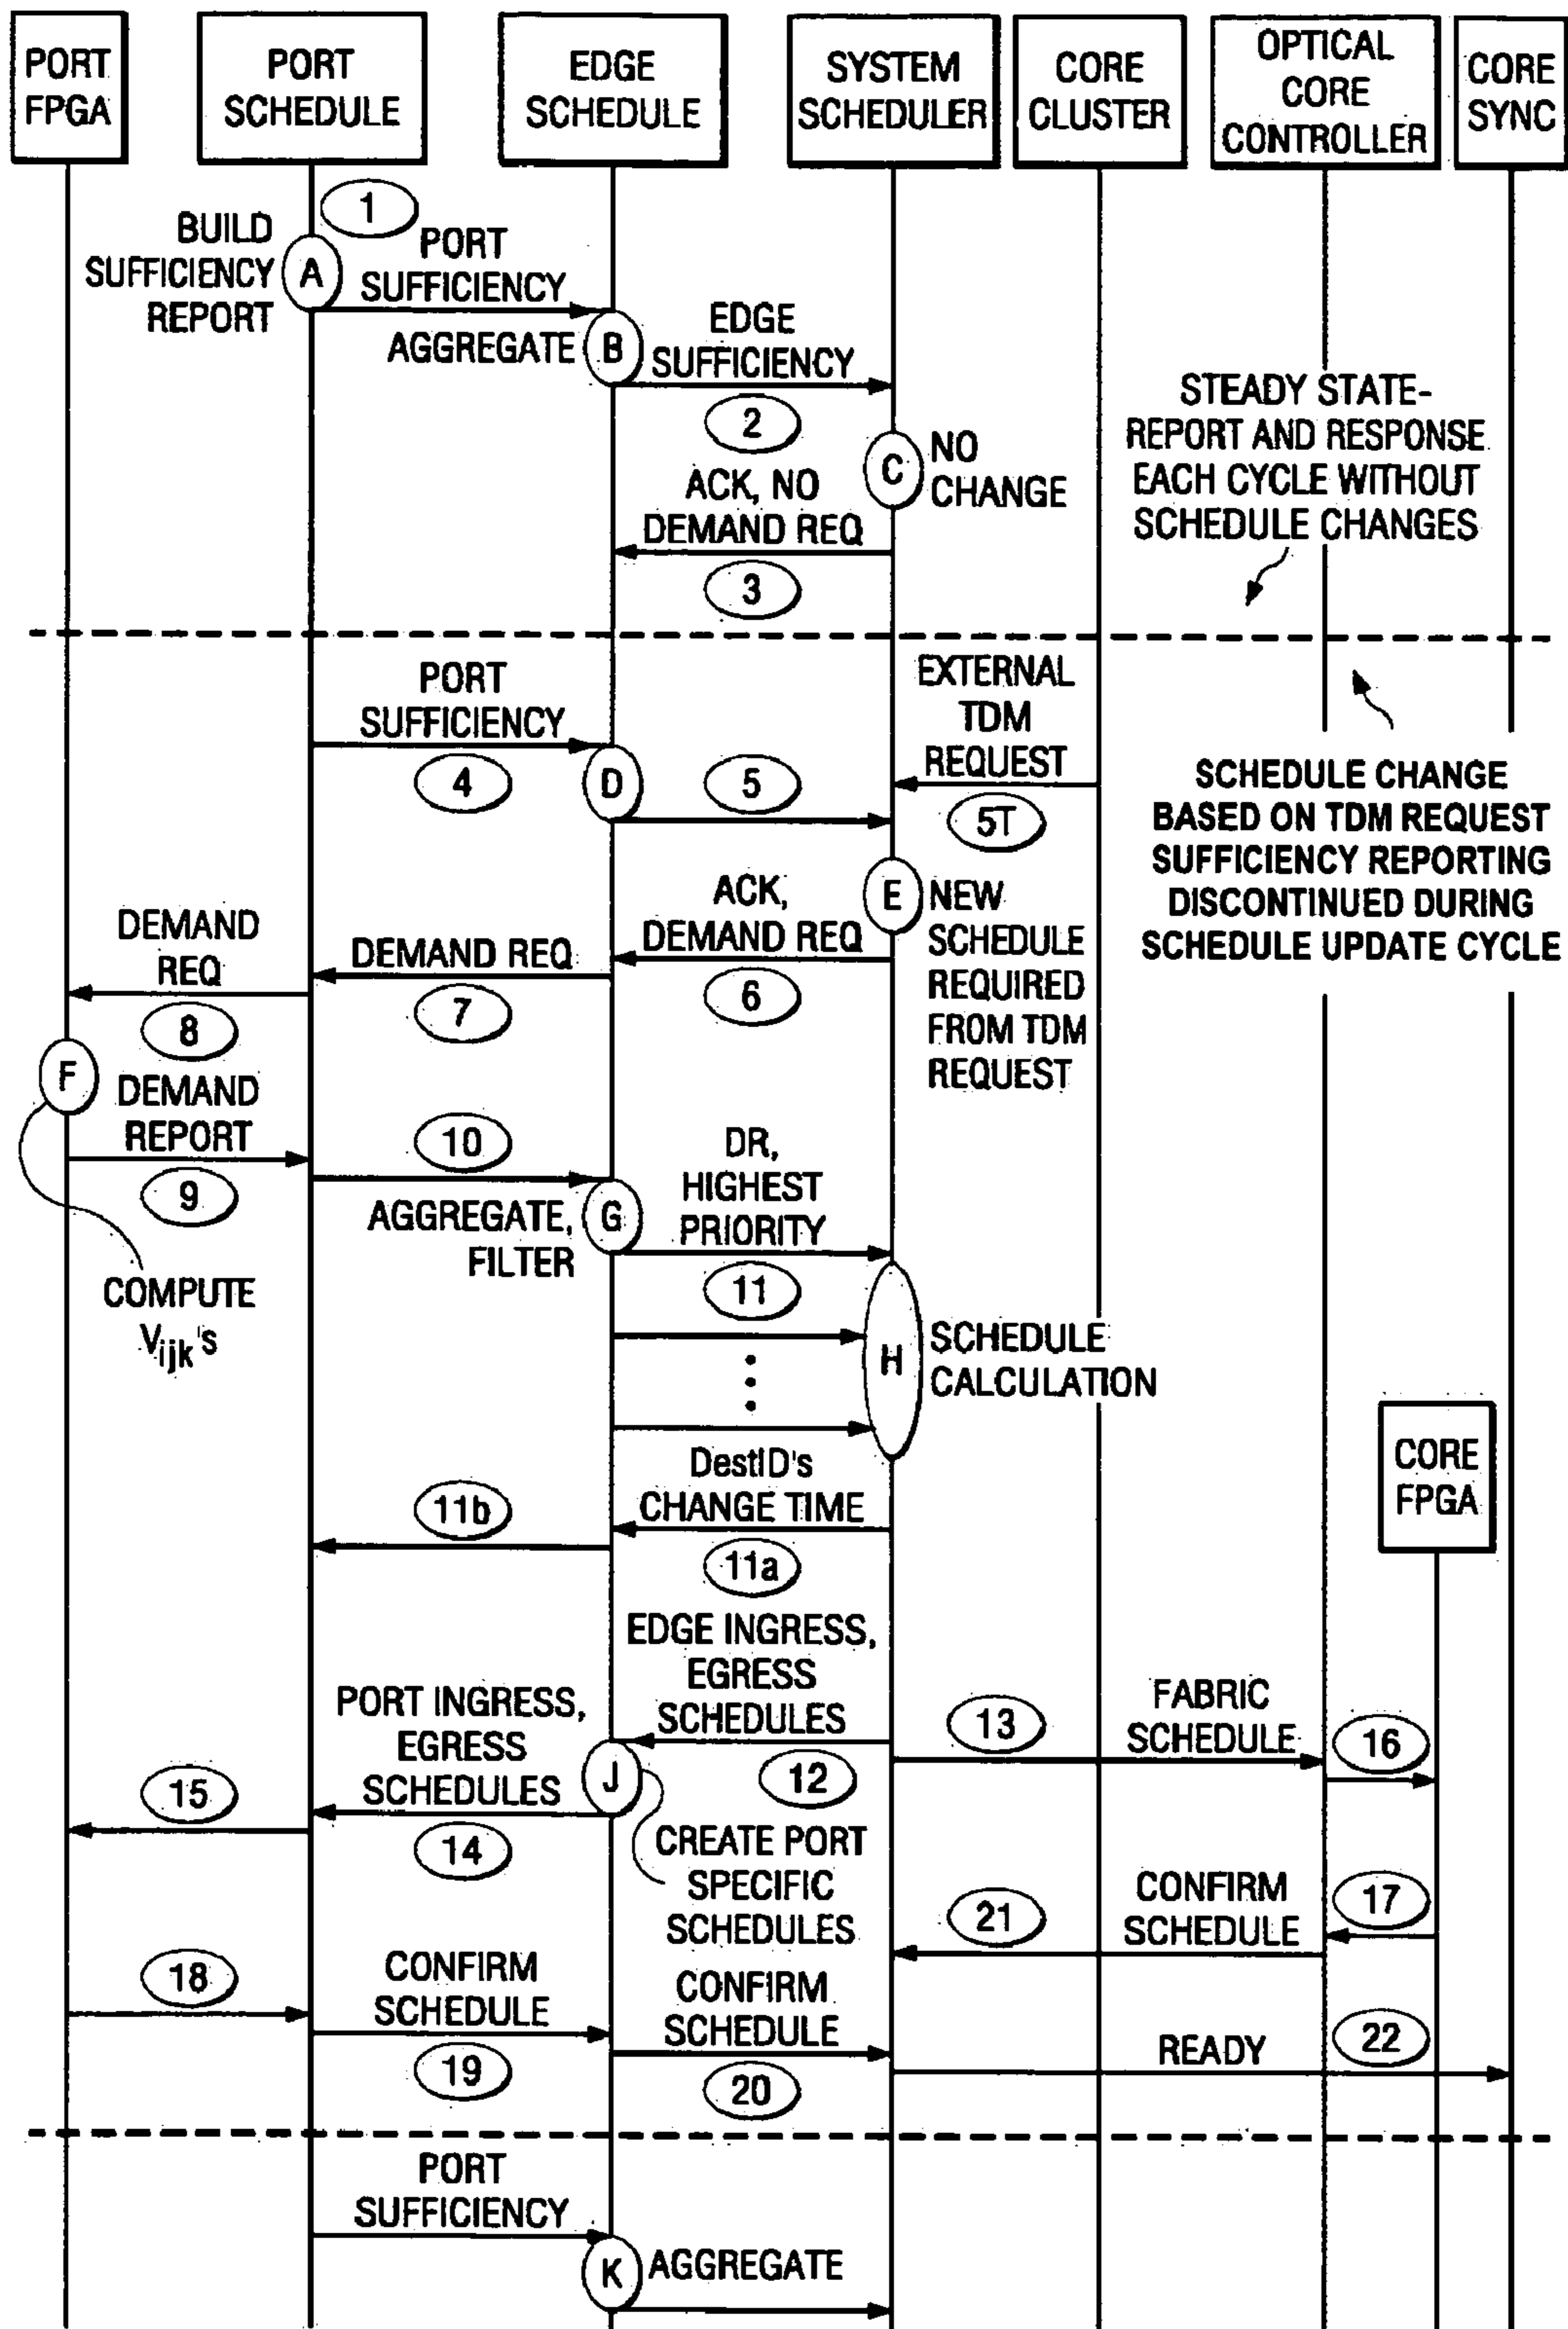 PORT
FPGA
PORT
SCHEDULE
EDGE
SCHEDULE
SYSTEM
SCHEDULER
CORE
CLUSTER
OPTICAL
CORE
CONTROLLER
CORE
SYNC
1
BUILD
SUFFICIENCY
REPORT
A
PORT
SUFFICIENCY
AGGREGATE
B
EDGE
SUFFICIENCY
2
C
NO
CHANGE
ACK, NO
DEMAND REQ
3
STEADY STATE-
REPORT AND RESPONSE
EACH CYCLE WITHOUT
SCHEDULE CHANGES
PORT
SUFFICIENCY
4
D
5
EXTERNAL
TDM
REQUEST
5T
SCHEDULE CHANGE
BASED ON TDM REQUEST
SUFFICIENCY REPORTING
DISCONTINUED DURING
SCHEDULE UPDATE CYCLE
E
NEW
SCHEDULE
REQUIRED
FROM TDM
REQUEST
ACK,
DEMAND REQ
6
DEMAND REQ
7
DEMAND
REQ
8
F
DEMAND
REPORT
9
COMPUTE
Vijk's
10
AGGREGATE,
FILTER
G
DR,
HIGHEST
PRIORITY
11
H
SCHEDULE
CALCULATION
CORE
FPGA
DestID's
CHANGE TIME
11a
11b
EDGE INGRESS,
EGRESS
SCHEDULES
12
13
FABRIC
SCHEDULE
16
PORT INGRESS,
EGRESS
SCHEDULES
J
14
15
CREATE PORT
SPECIFIC
SCHEDULES
17
CONFIRM
SCHEDULE
21
18
CONFIRM
SCHEDULE
19
CONFIRM
SCHEDULE
20
READY
22
PORT
SUFFICIENCY
K
AGGREGATE